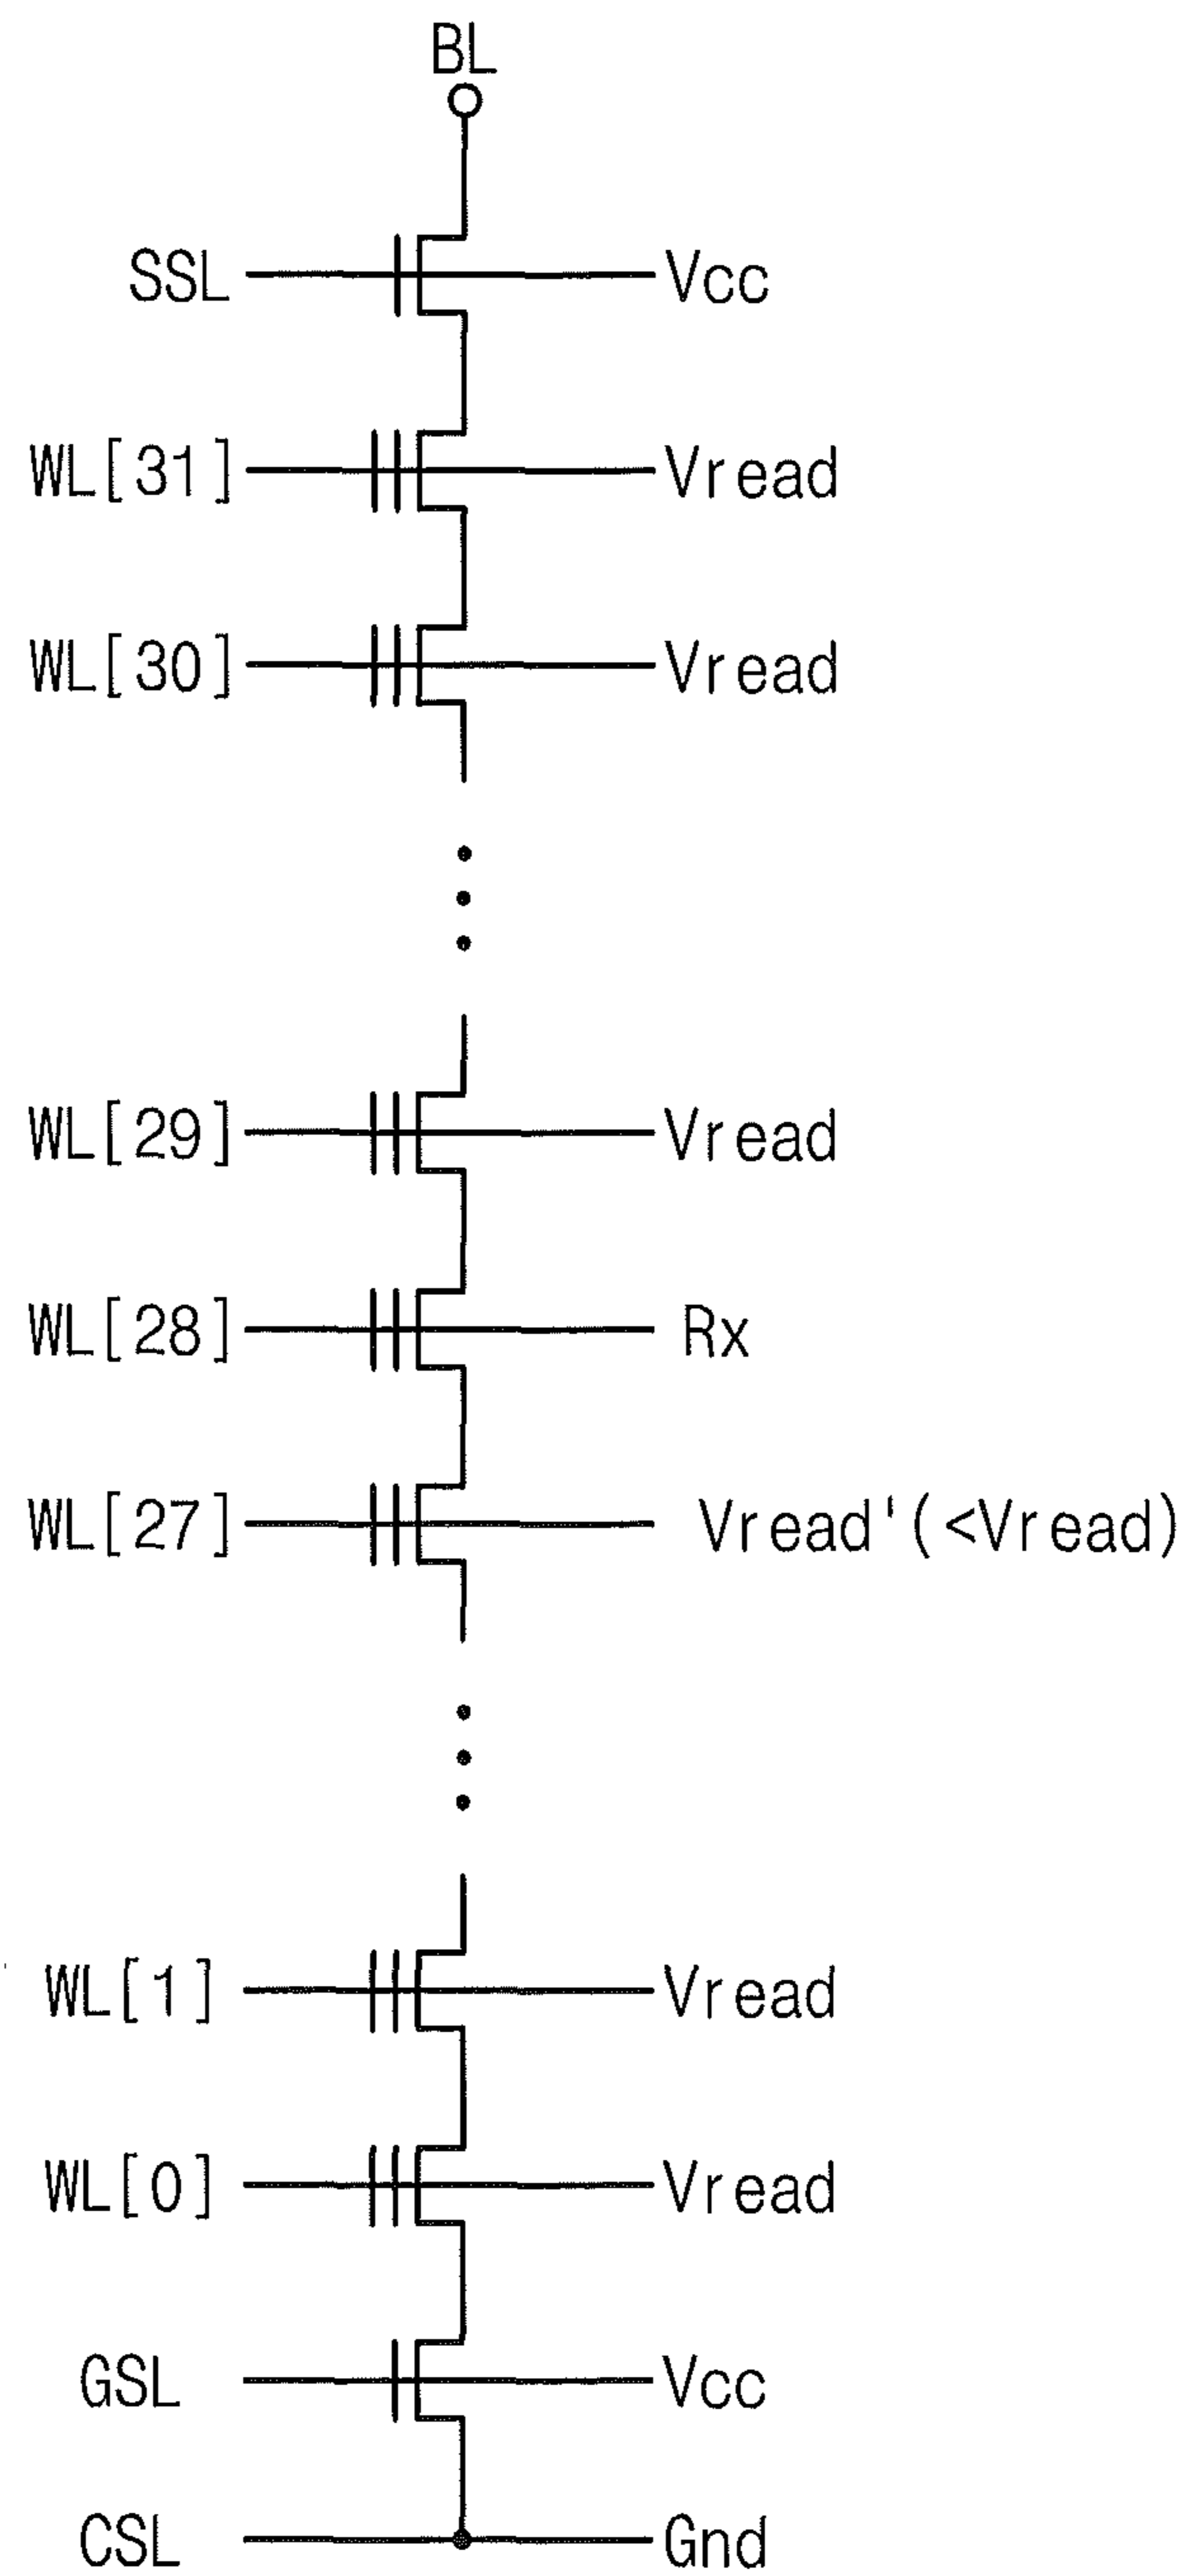 BL
SSL Vcc
WL[31] Vread
WL[30] Vread
WL[29] Vread
WL[28] Rx
WL[27] Vread'(<Vread)
WL[1] Vread
WL[0] Vread
GSL Vcc
CSL Gnd